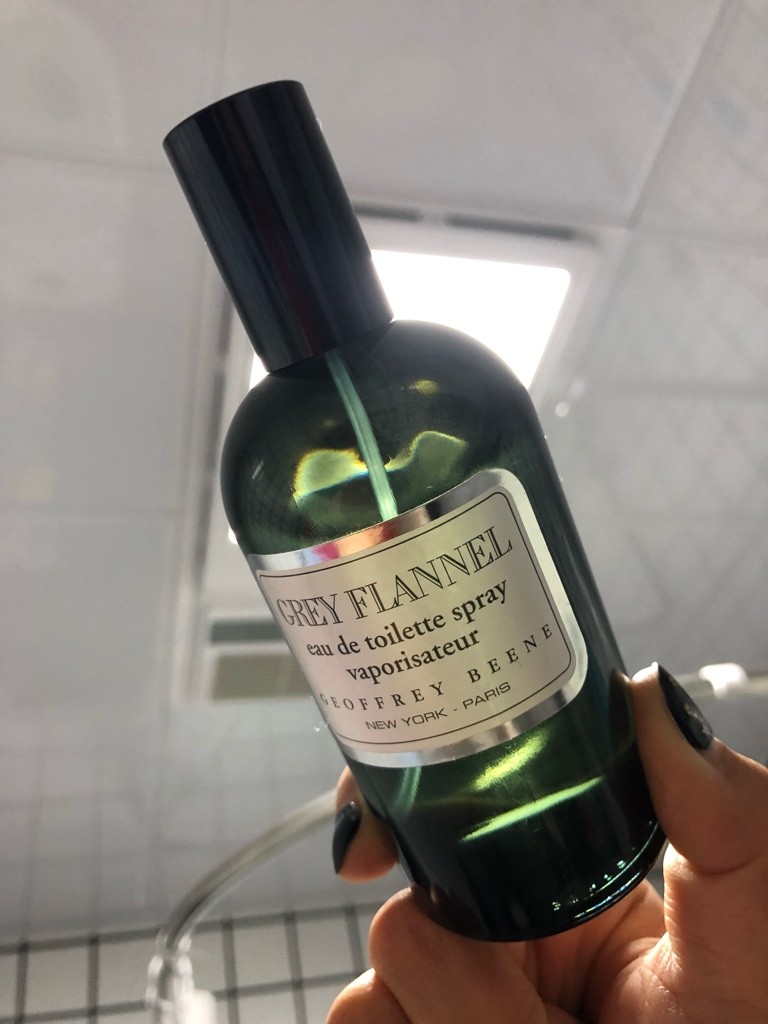 GREY FLANNEL
eau de toilette spray
vaporisateur
GEOFFREY BEENE
NEW YORK - PARIS